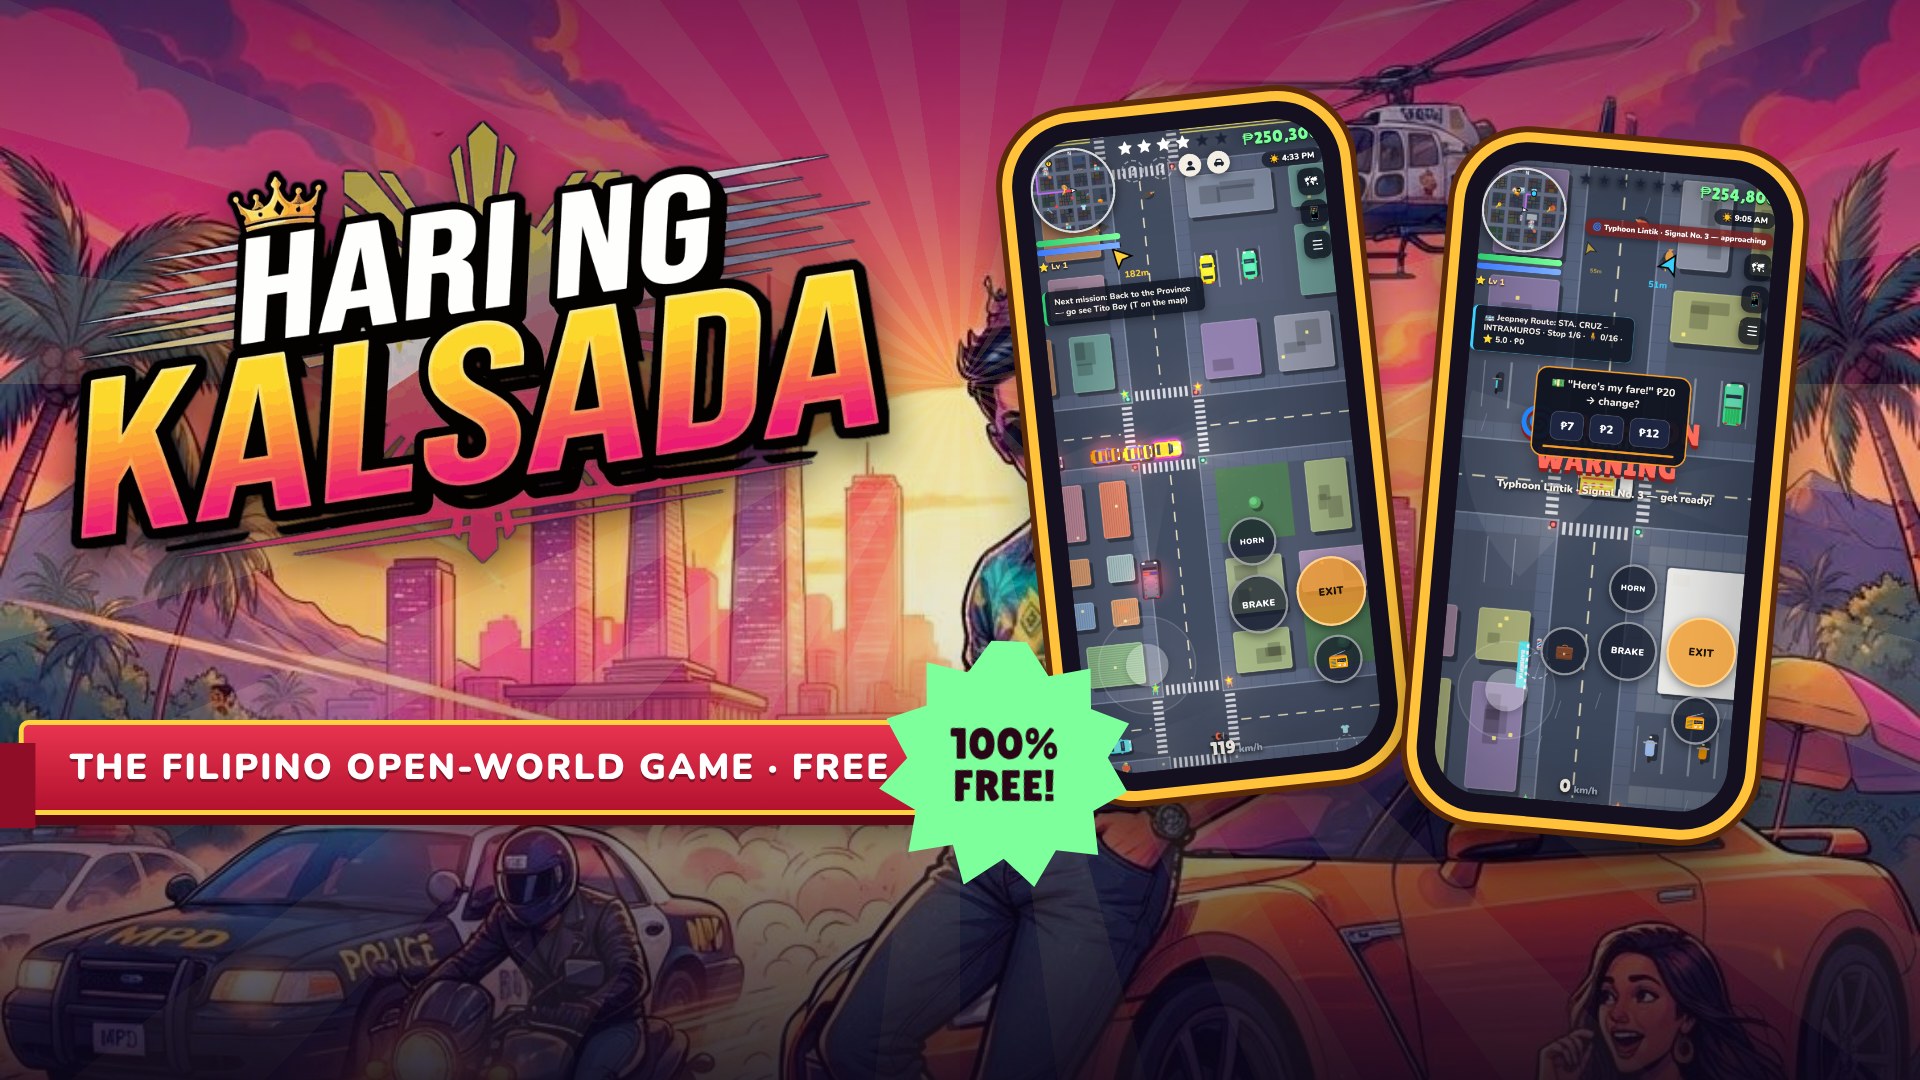 HARI NG
KALSADA
THE FILIPINO OPEN-WORLD GAME · FREE
100%
FREE!
₱250,30
4:33 PM
Lv 1
182m
Next mission: Back to the Province
— go see Tito Boy (T on the map)
HORN
BRAKE
EXIT
119 km/h
₱254,80
9:05 AM
Typhoon Lintik · Signal No. 3 — approaching
55m
51m
Lv 1
Jeepney Route: STA. CRUZ –
INTRAMUROS · Stop 1/6 · 0/16 ·
5.0 · ₱0
"Here's my fare!" ₱20
→ change?
₱7
₱2
₱12
WARNING
Typhoon Lintik · Signal No. 3 — get ready!
HORN
BRAKE
EXIT
0 km/h
MPD
POLICE
MPD